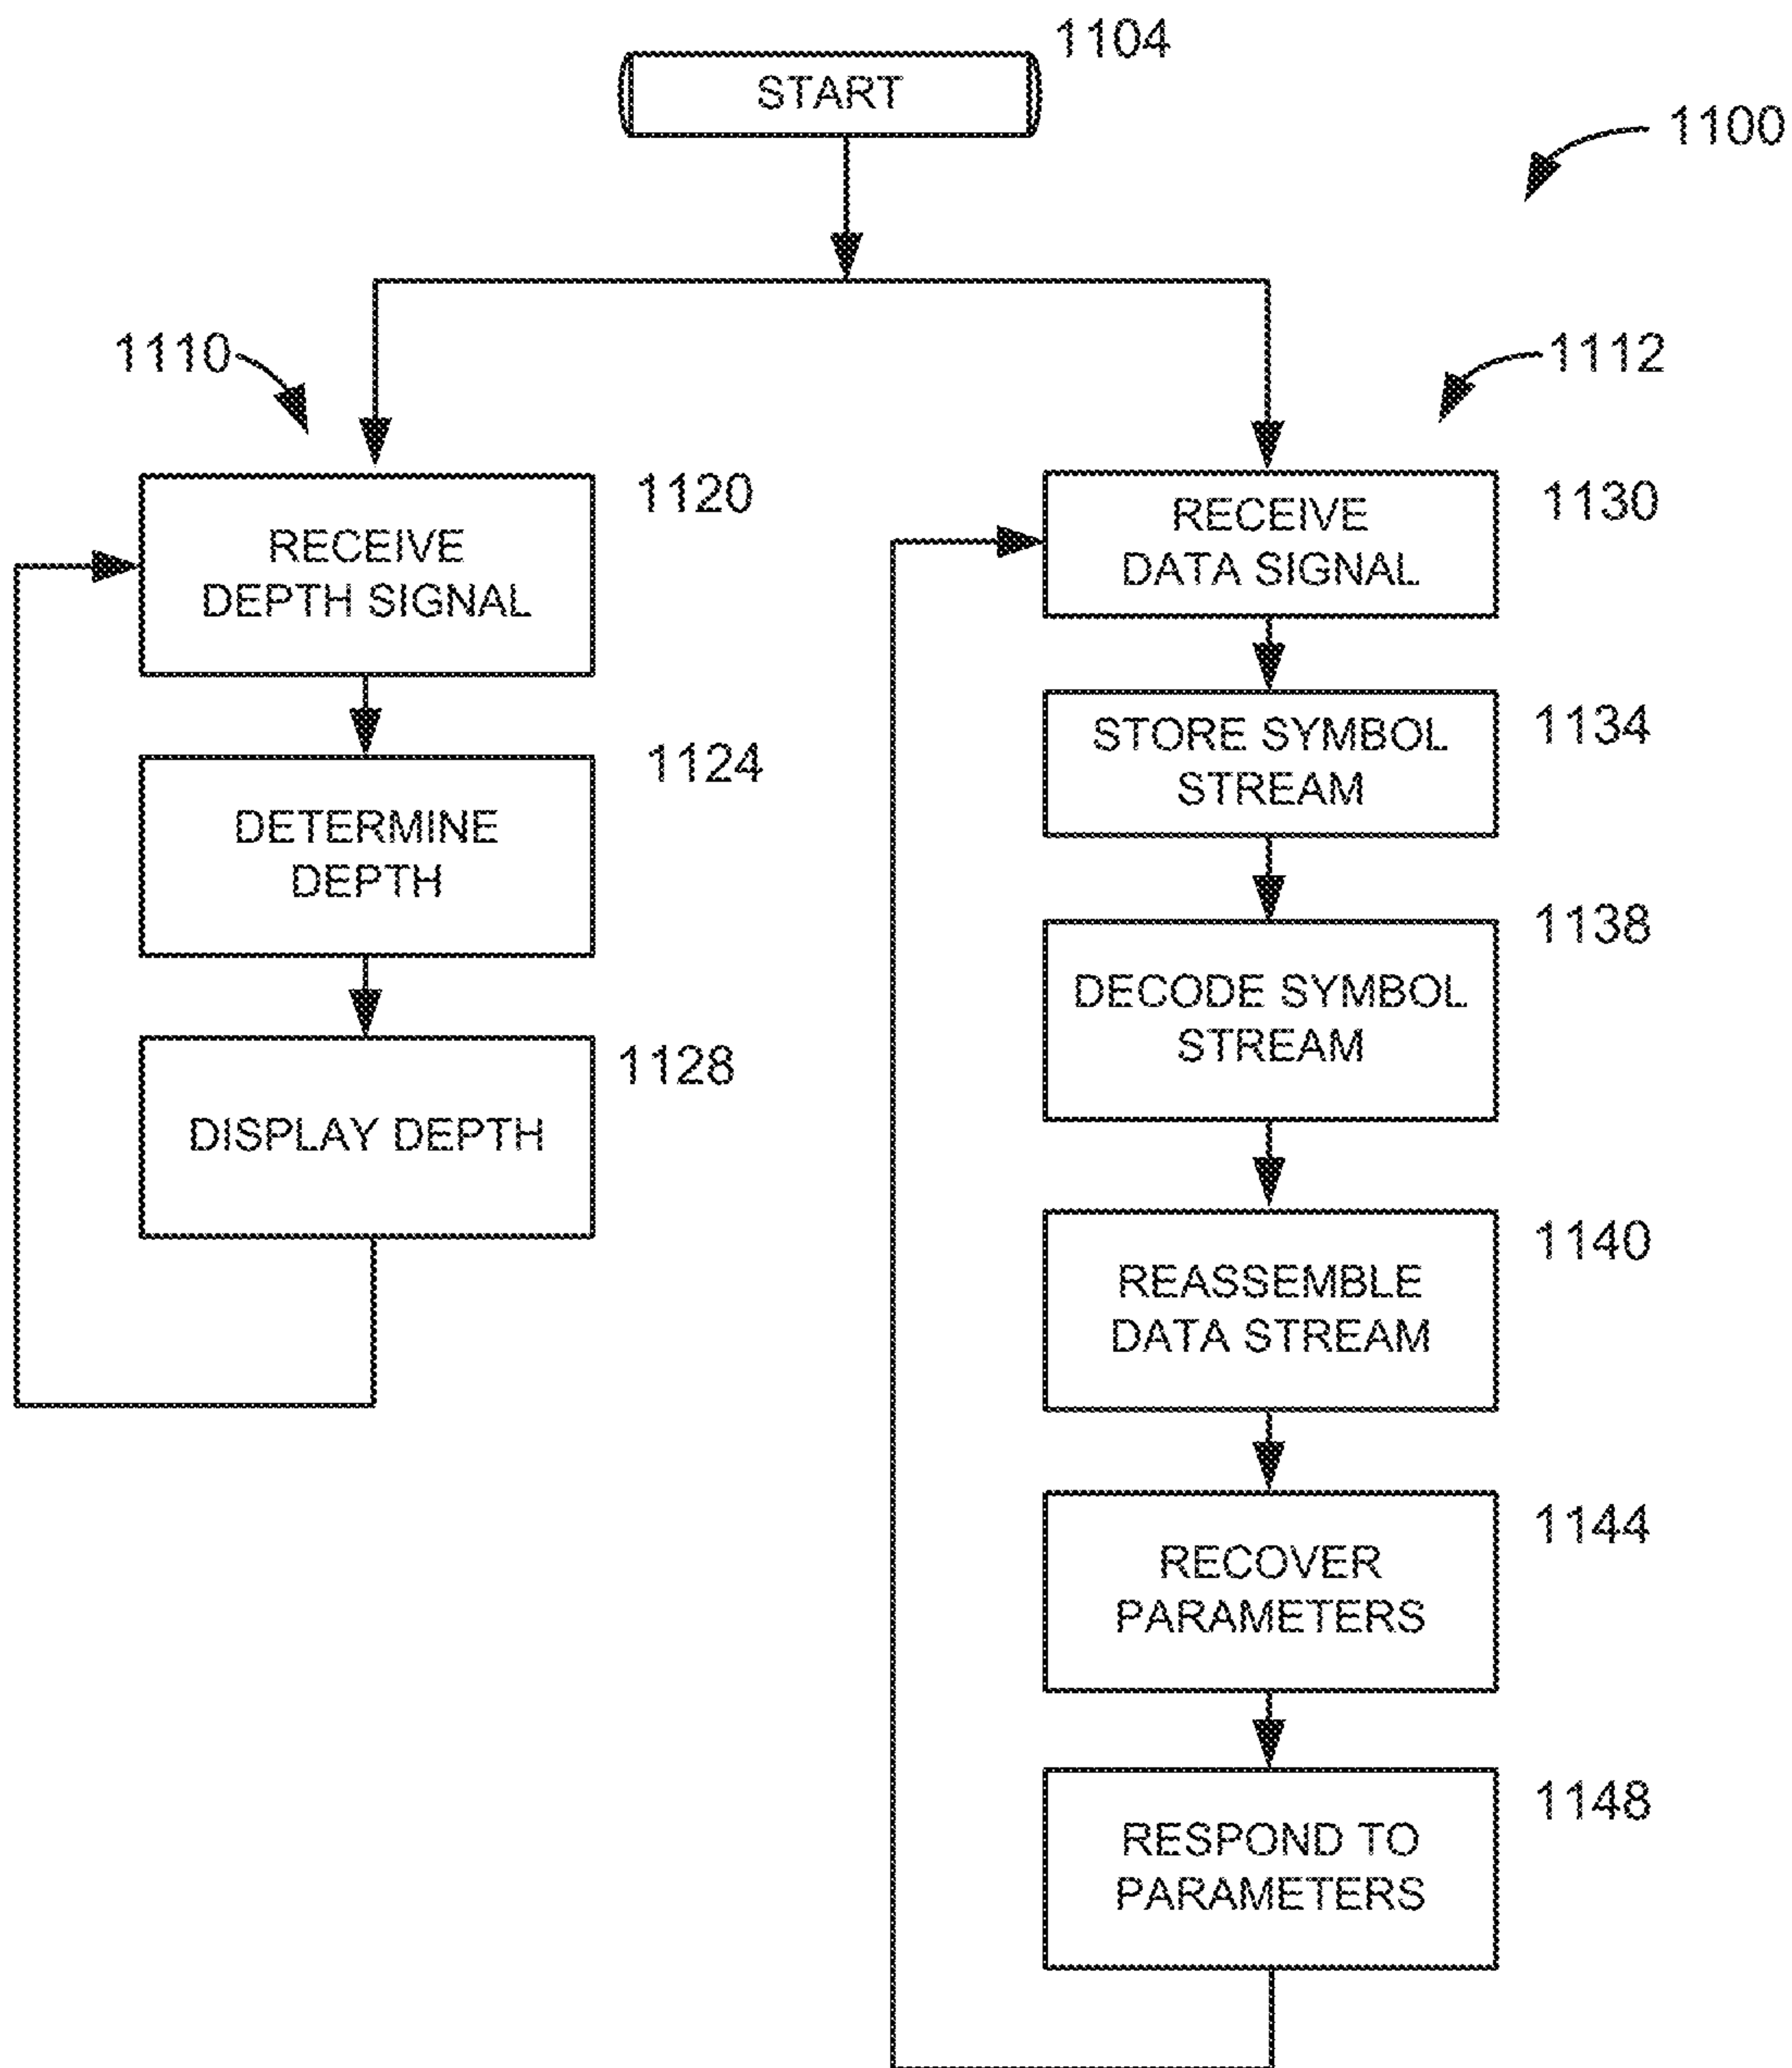 1104
START
1100
1110
1112
1120
RECEIVE
DEPTH SIGNAL
1124
DETERMINE
DEPTH
1128
DISPLAY DEPTH
1130
RECEIVE
DATA SIGNAL
1134
STORE SYMBOL
STREAM
1138
DECODE SYMBOL
STREAM
1140
REASSEMBLE
DATA STREAM
1144
RECOVER
PARAMETERS
1148
RESPOND TO
PARAMETERS